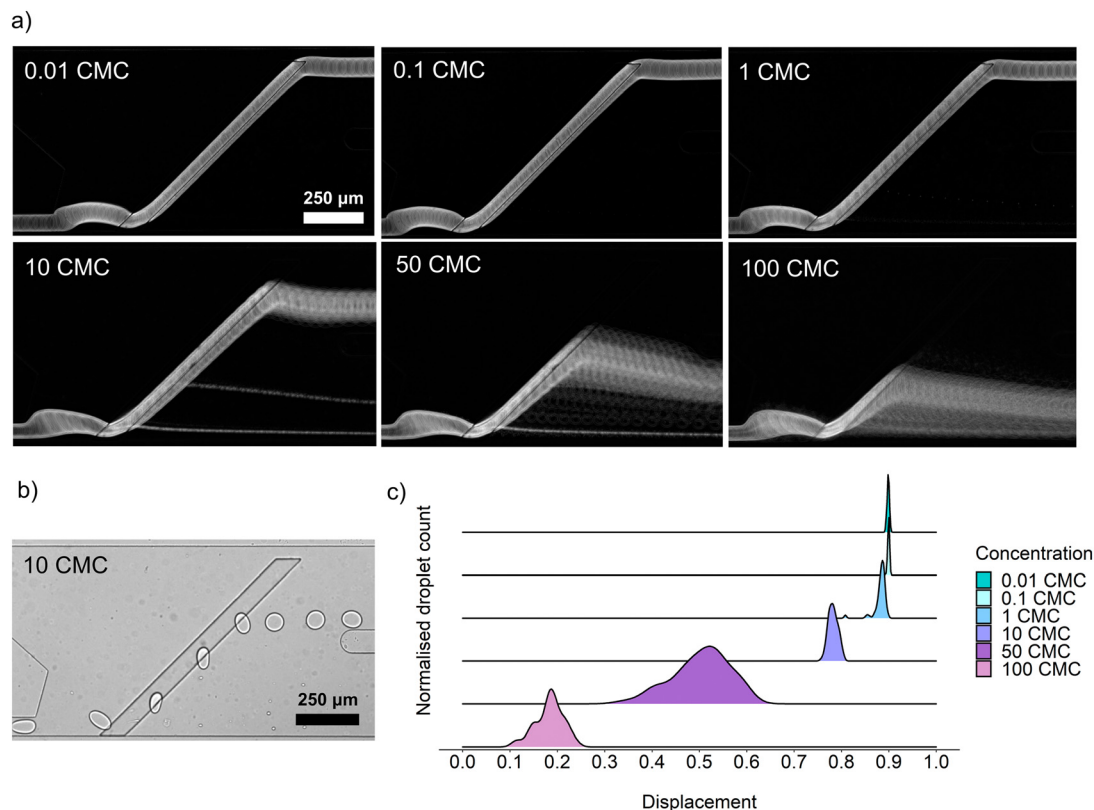 a)
0.01 CMC
0.1 CMC
1 CMC
250 µm
10 CMC
50 CMC
100 CMC
b)
10 CMC
250 µm
c)
Normalised droplet count
0.0 0.1 0.2 0.3 0.4 0.5 0.6 0.7 0.8 0.9 1.0
Displacement
Concentration
0.01 CMC
0.1 CMC
1 CMC
10 CMC
50 CMC
100 CMC